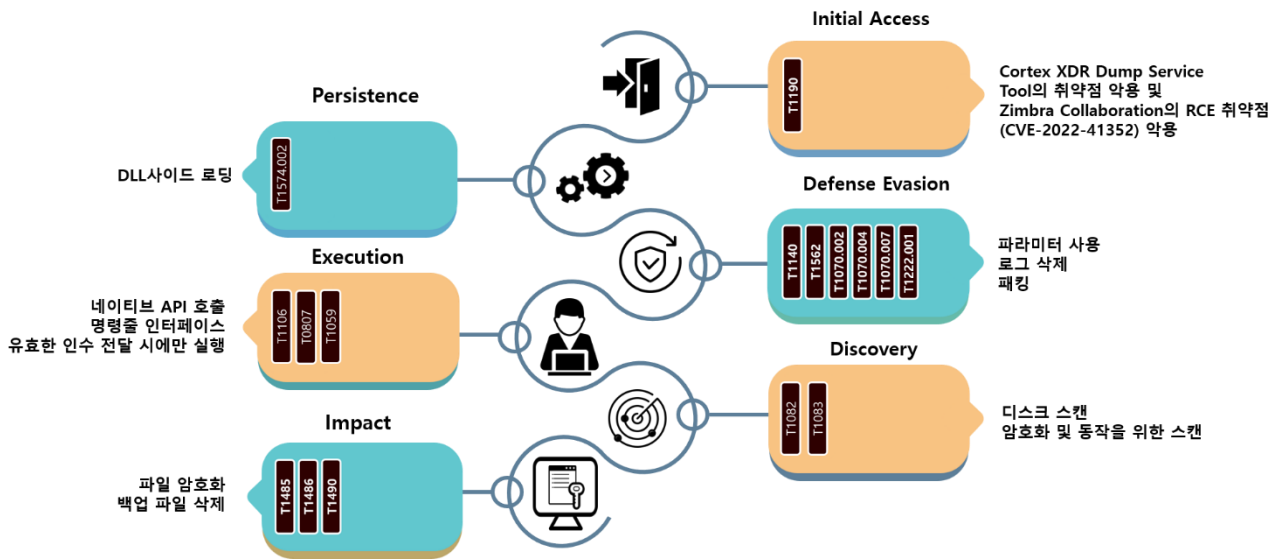 Initial Access
T1190
Cortex XDR Dump Service
Tool의 취약점 악용 및
Zimbra Collaboration의 RCE 취약점
(CVE-2022-41352) 악용
Persistence
T1574.002
DLL사이드 로딩
Defense Evasion
T1140
T1562
T1070.002
T1070.004
T1070.007
T1222.001
파라미터 사용
로그 삭제
패킹
Execution
T1106
T0807
T1059
네이티브 API 호출
명령줄 인터페이스
유효한 인수 전달 시에만 실행
Discovery
T1082
T1083
디스크 스캔
암호화 및 동작을 위한 스캔
Impact
T1485
T1486
T1490
파일 암호화
백업 파일 삭제